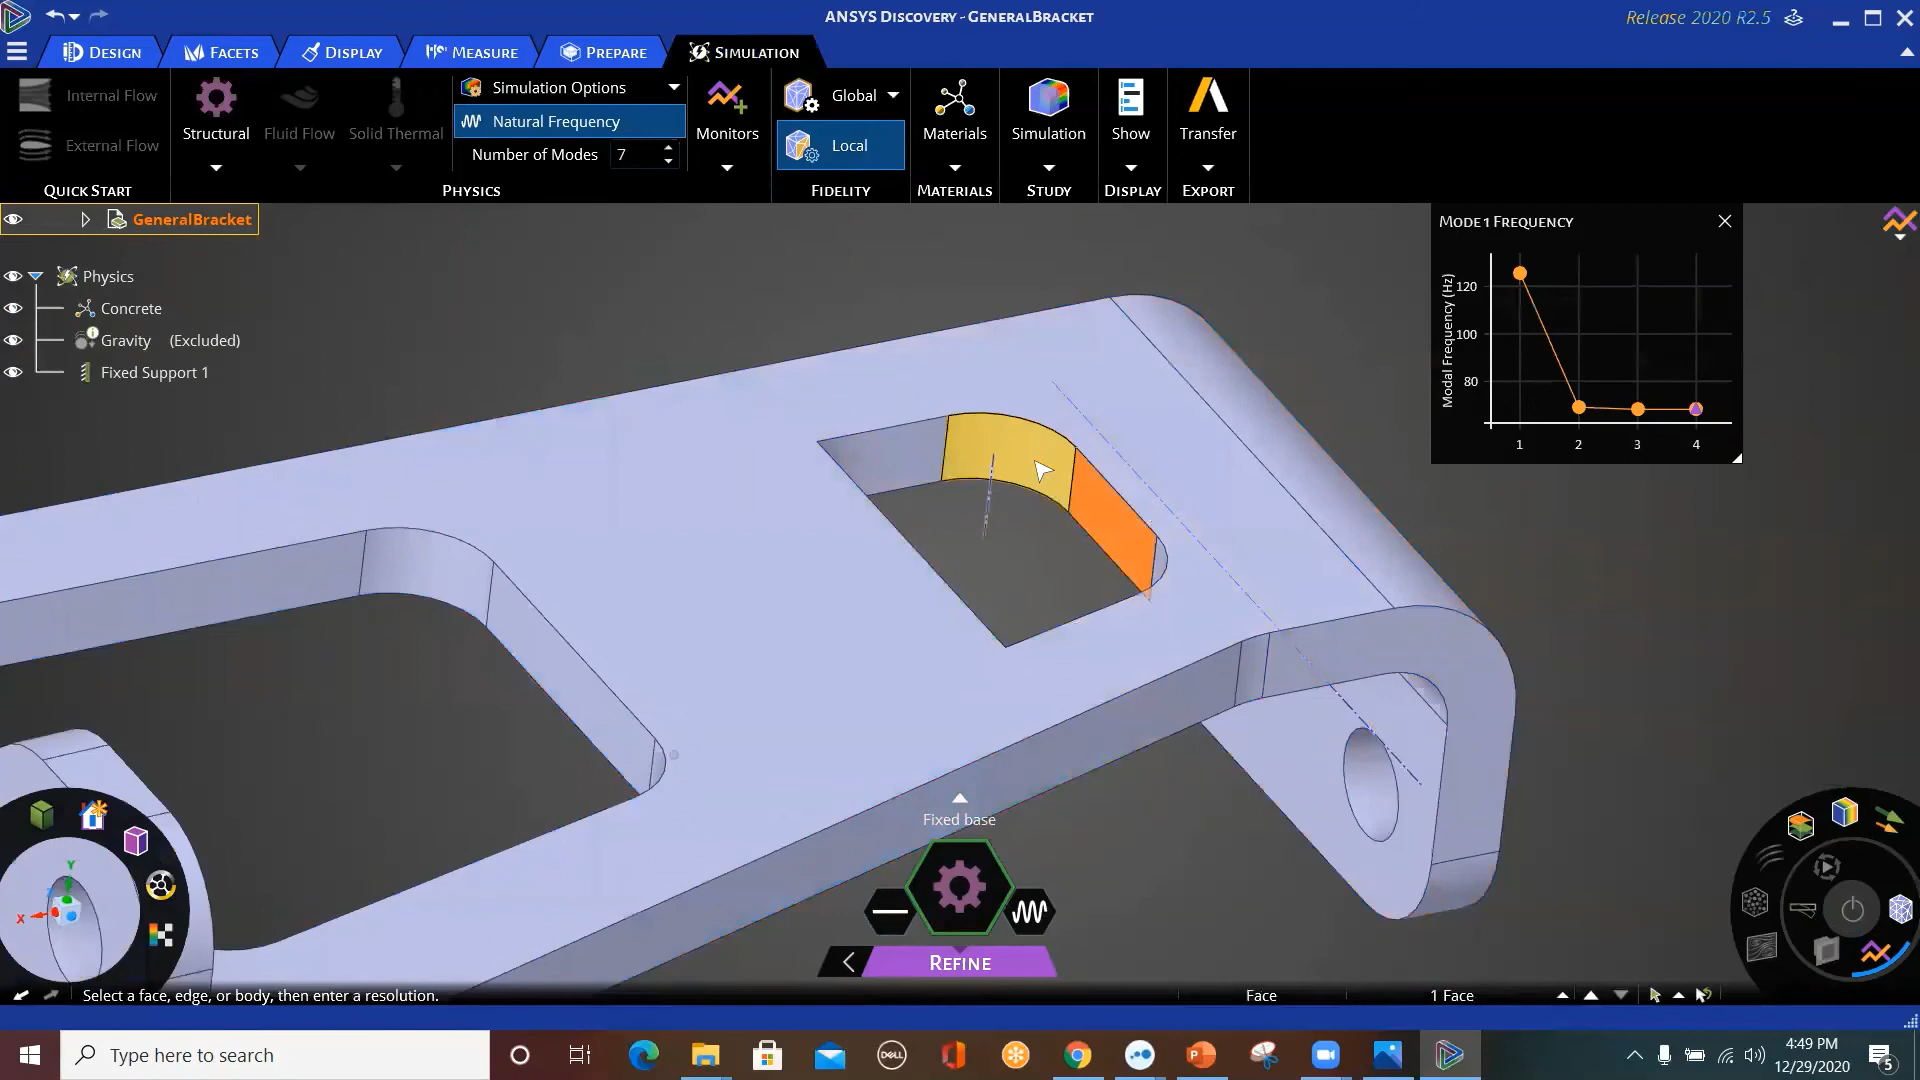 ANSYS Discovery - GeneralBracket
Release 2020 R2.5
Design
Facets
Display
Measure
Prepare
Simulation
Internal Flow
External Flow
Quick Start
Structural
Fluid Flow
Solid Thermal
Simulation Options
Natural Frequency
Number of Modes 7
Physics
Monitors
Global
Local
Fidelity
Materials
Materials
Simulation
Study
Show
Display
Transfer
Export
GeneralBracket
Physics
Concrete
Gravity (Excluded)
Fixed Support 1
Mode 1 Frequency
Modal Frequency (Hz)
120
100
80
1 2 3 4
Fixed base
Refine
Y
X
Z
Select a face, edge, or body, then enter a resolution.
Face
1 Face
Type here to search
DELL
4:49 PM
12/29/2020
5